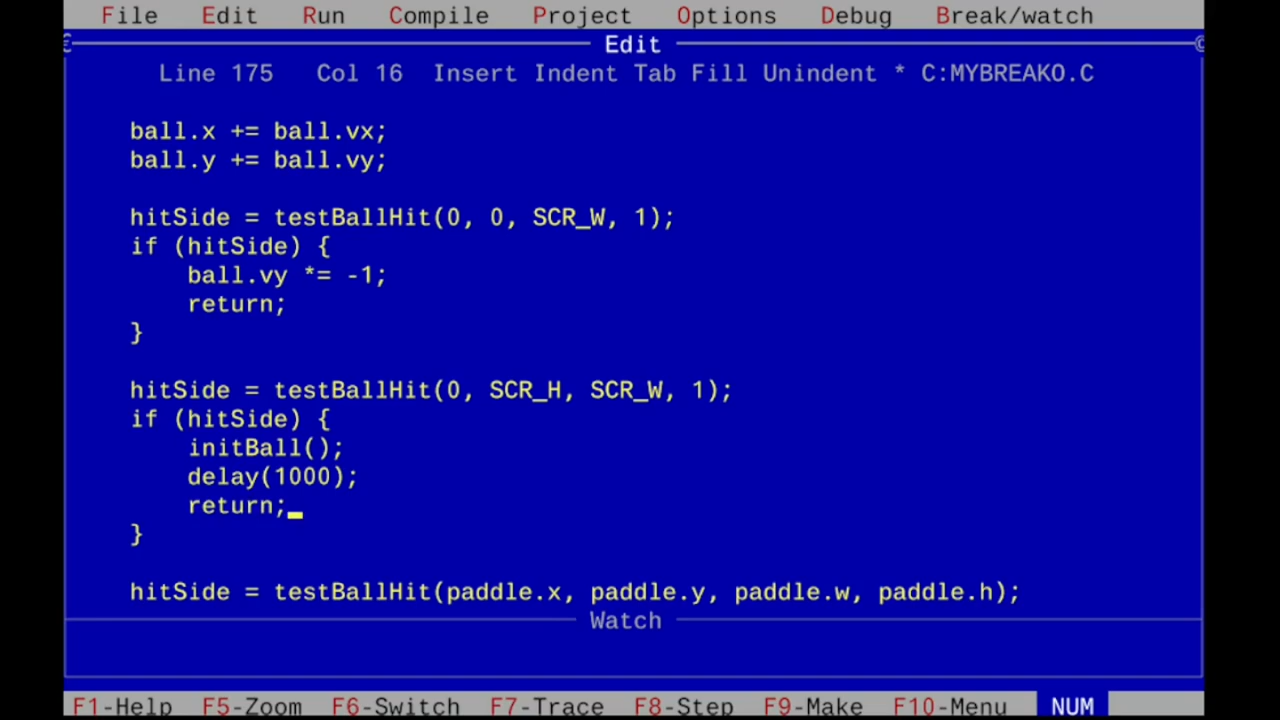 File Edit Run Compile Project Options Debug Break/watch
Edit
Line 175 Col 16 Insert Indent Tab Fill Unindent * C:MYBREAKO.C
ball.x += ball.vx;
ball.y += ball.vy;
hitSide = testBallHit(0, 0, SCR_W, 1);
if (hitSide) {
ball.vy *= -1;
return;
}
hitSide = testBallHit(0, SCR_H, SCR_W, 1);
if (hitSide) {
initBall();
delay(1000);
return;
}
hitSide = testBallHit(paddle.x, paddle.y, paddle.w, paddle.h);
Watch
F1-Help F5-Zoom F6-Switch F7-Trace F8-Step F9-Make F10-Menu NUM